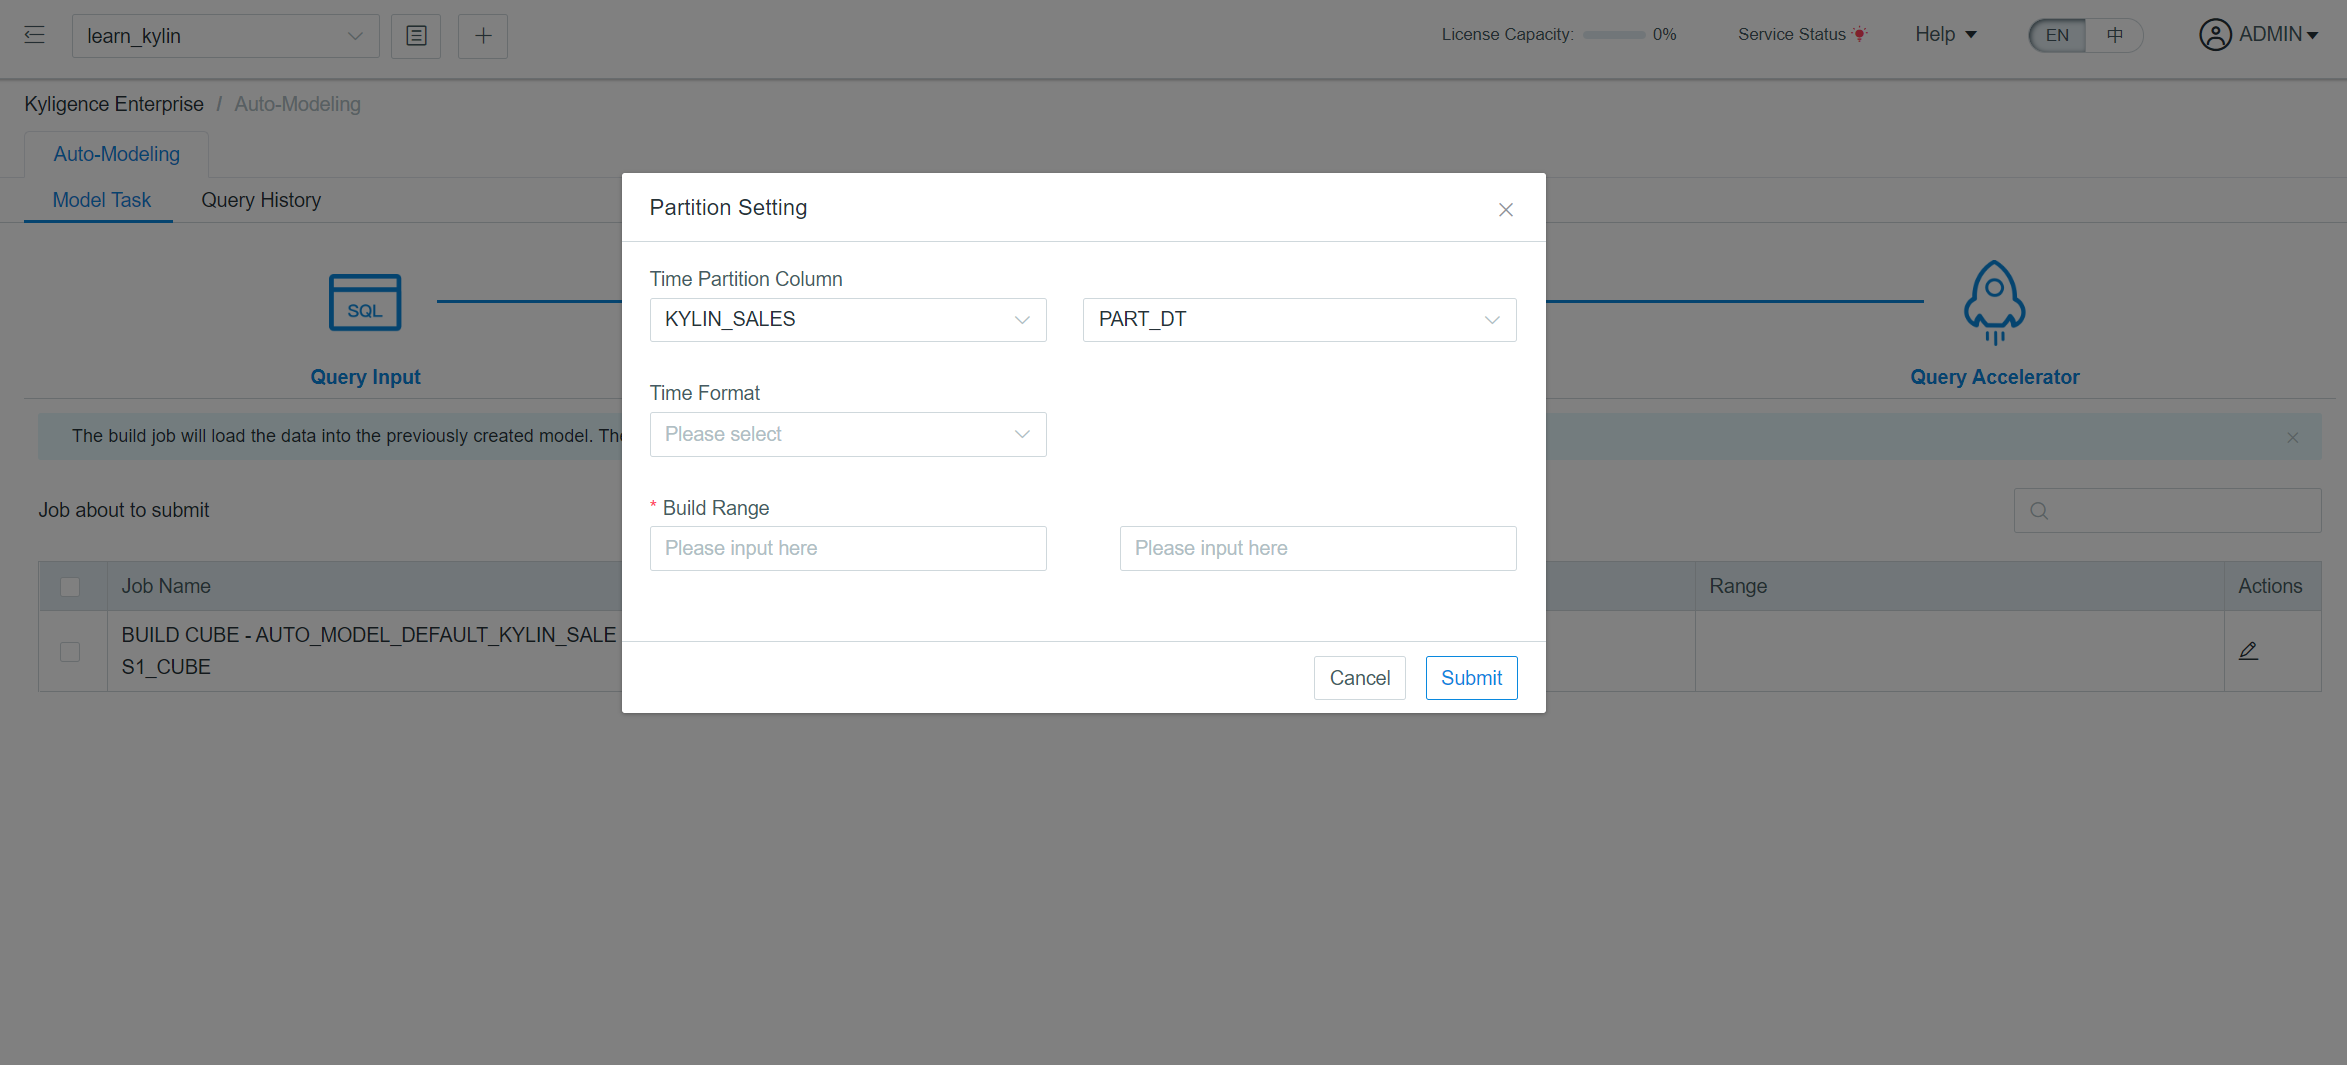 learn_kylin
License Capacity: 0%
Service Status
Help
EN
中
ADMIN
Kyligence Enterprise / Auto-Modeling
Auto-Modeling
Model Task
Query History
Partition Setting
Time Partition Column
KYLIN_SALES
PART_DT
SQL
Query Input
Query Accelerator
Time Format
Please select
The build job will load the data into the previously created model.
Job about to submit
* Build Range
Please input here
Please input here
Job Name
Range
Actions
BUILD CUBE - AUTO_MODEL_DEFAULT_KYLIN_SALE
S1_CUBE
Cancel
Submit